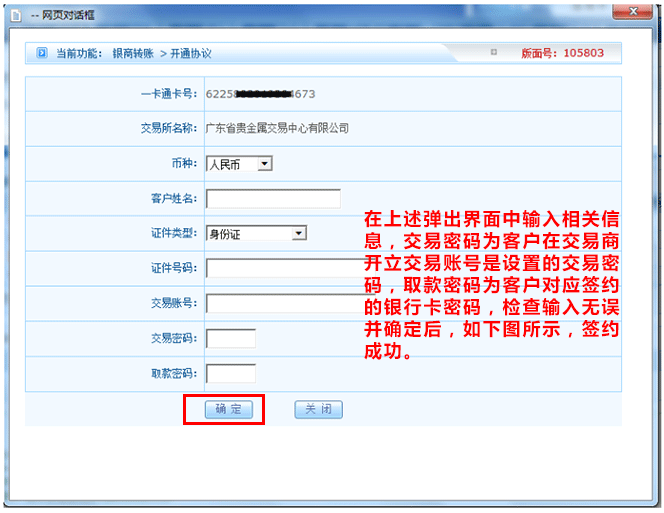 -- 网页对话框
当前功能: 银商转账 > 开通协议
版面号: 105803
一卡通卡号: 6225 4673
交易所名称: 广东省贵金属交易中心有限公司
币种: 人民币
客户姓名:
证件类型: 身份证
证件号码:
交易账号:
交易密码:
取款密码:
在上述弹出界面中输入相关信
息，交易密码为客户在交易商
开立交易账号是设置的交易密
码，取款密码为客户对应签约
的银行卡密码，检查输入无误
并确定后，如下图所示，签约
成功。
确 定
关 闭